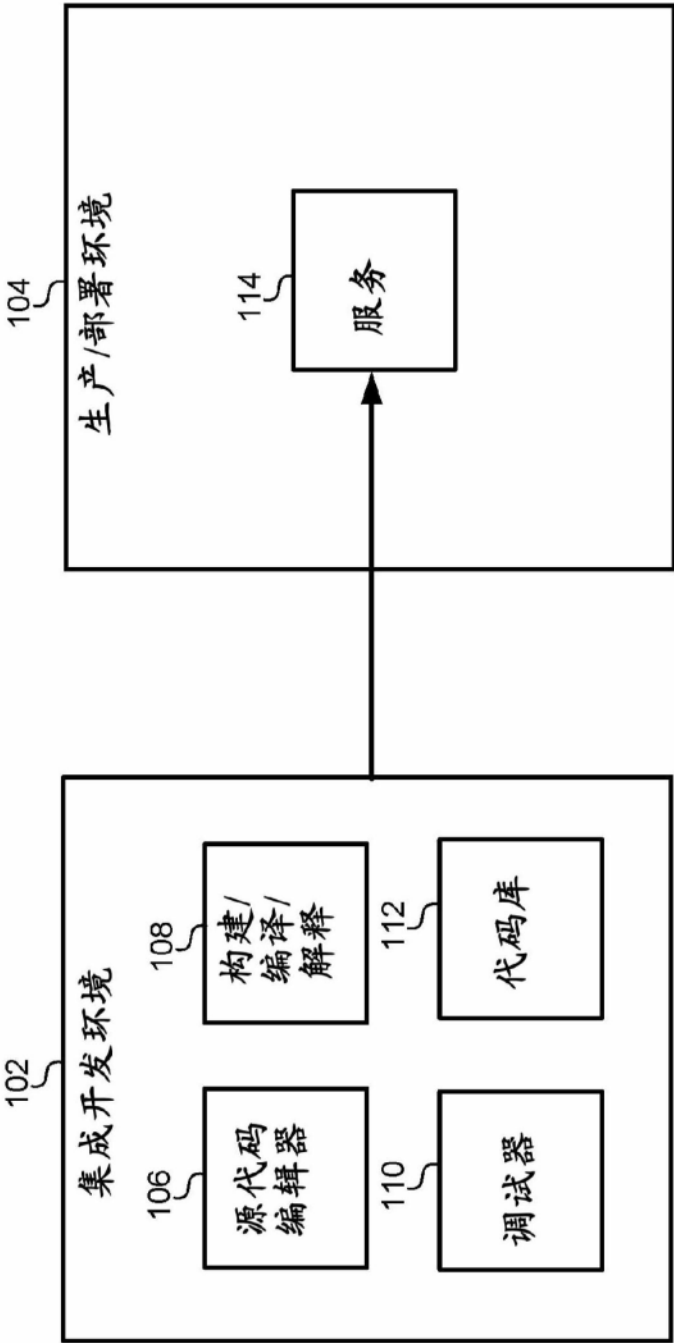 102
集成开发环境
106
源代码
编辑器
108
构建/
编译/
解释
110
调试器
112
代码库
104
生产/部署环境
114
服务